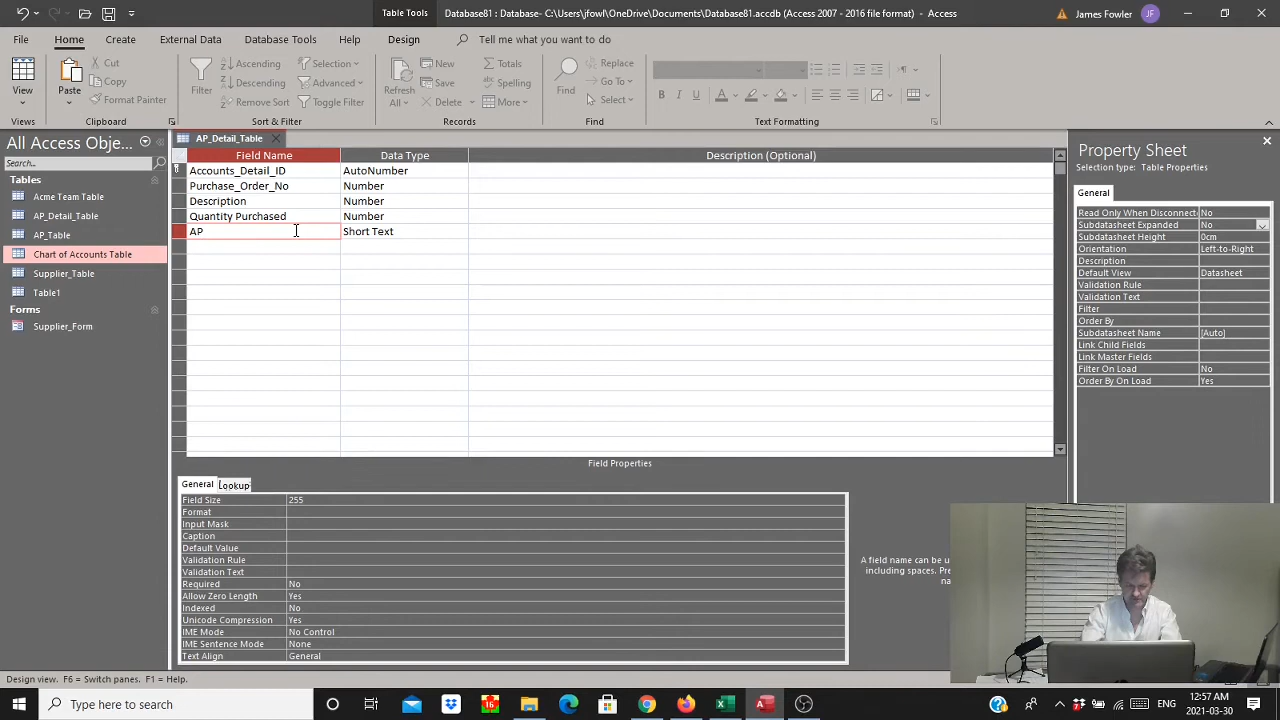 Table Tools
Database81 : Database- C:\Users\jfowl\OneDrive\Documents\Database81.accdb (Access 2007 - 2016 file format) - Access
James Fowler
JF
File
Home
Create
External Data
Database Tools
Help
Design
Tell me what you want to do
View
Views
Paste
Cut
Copy
Format Painter
Clipboard
Filter
Ascending
Descending
Remove Sort
Selection
Advanced
Toggle Filter
Sort & Filter
Refresh
All
New
Save
Delete
Totals
Spelling
More
Records
Find
Replace
Go To
Select
Find
B I U
Text Formatting
All Access Obje...
Search...
Tables
Acme Team Table
AP_Detail_Table
AP_Table
Chart of Accounts Table
Supplier_Table
Table1
Forms
Supplier_Form
AP_Detail_Table
Field Name Data Type Description (Optional)
Accounts_Detail_ID AutoNumber
Purchase_Order_No Number
Description Number
Quantity Purchased Number
AP Short Text
Field Properties
General Lookup
Field Size 255
Format
Input Mask
Caption
Default Value
Validation Rule
Validation Text
Required No
Allow Zero Length Yes
Indexed No
Unicode Compression Yes
IME Mode No Control
IME Sentence Mode None
Text Align General
A field name can be u
including spaces. Pre
na
Property Sheet
Selection type: Table Properties
General
Read Only When Disconnect No
Subdatasheet Expanded No
Subdatasheet Height 0cm
Orientation Left-to-Right
Description
Default View Datasheet
Validation Rule
Validation Text
Filter
Order By
Subdatasheet Name [Auto]
Link Child Fields
Link Master Fields
Filter On Load No
Order By On Load Yes
Design view. F6 = Switch panes. F1 = Help.
Type here to search
16
ENG
12:57 AM
2021-03-30